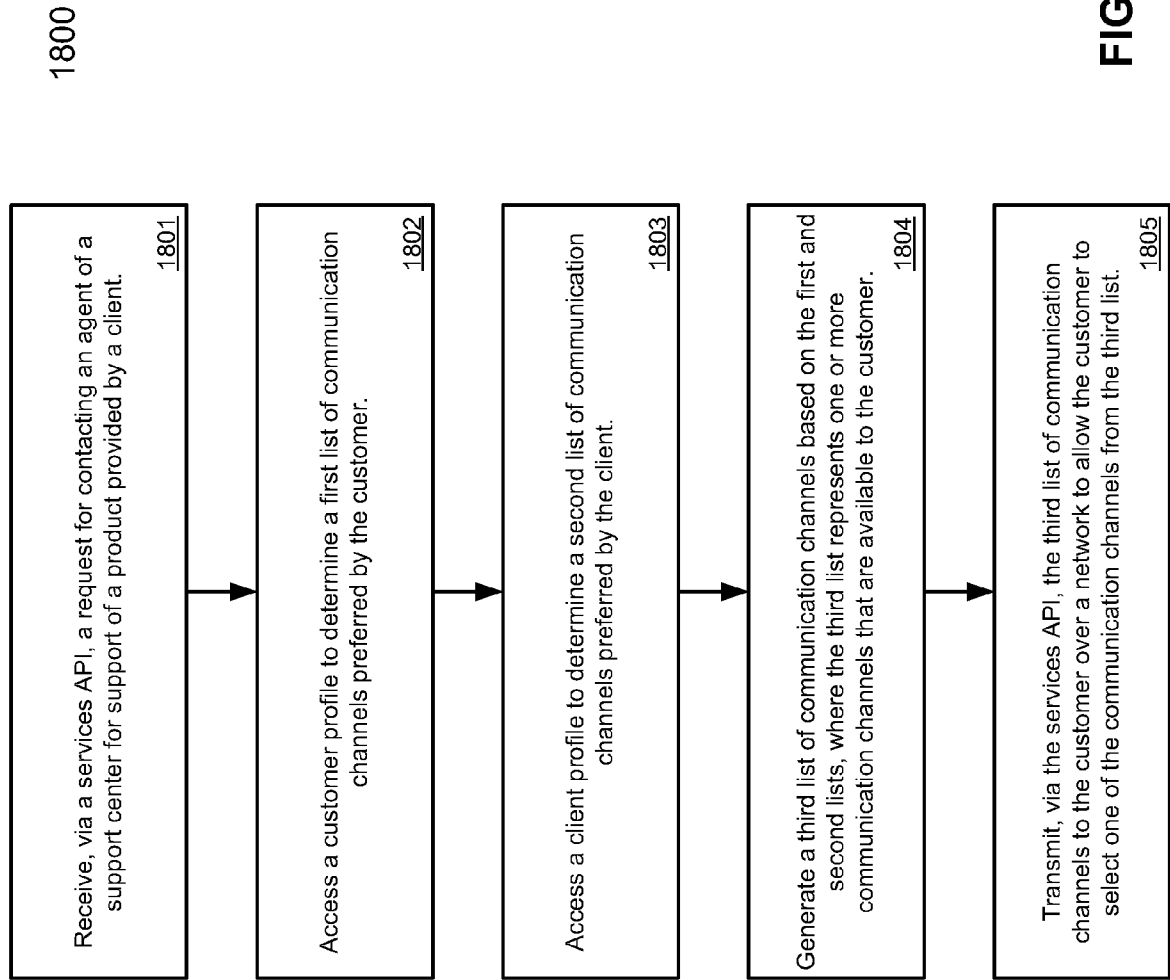 1800
Receive, via a services API, a request for contacting an agent of a
support center for support of a product provided by a client.
1801
Access a customer profile to determine a first list of communication
channels preferred by the customer.
1802
Access a client profile to determine a second list of communication
channels preferred by the client.
1803
Generate a third list of communication channels based on the first and
second lists, where the third list represents one or more
communication channels that are available to the customer.
1804
Transmit, via the services API, the third list of communication
channels to the customer over a network to allow the customer to
select one of the communication channels from the third list.
1805
FIG